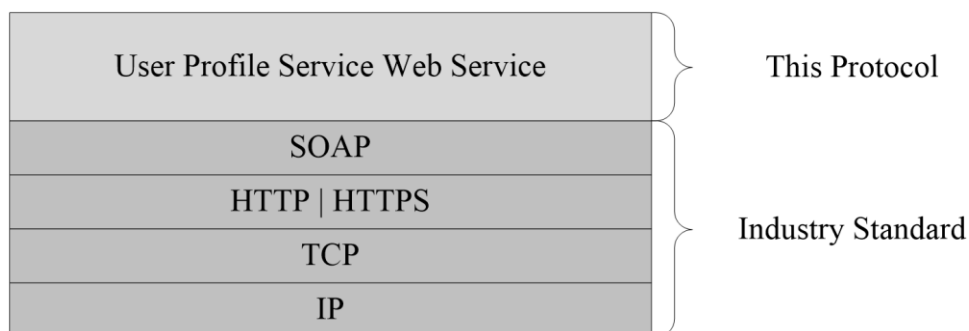 User Profile Service Web Service
This Protocol
SOAP
HTTP | HTTPS
TCP
Industry Standard
IP